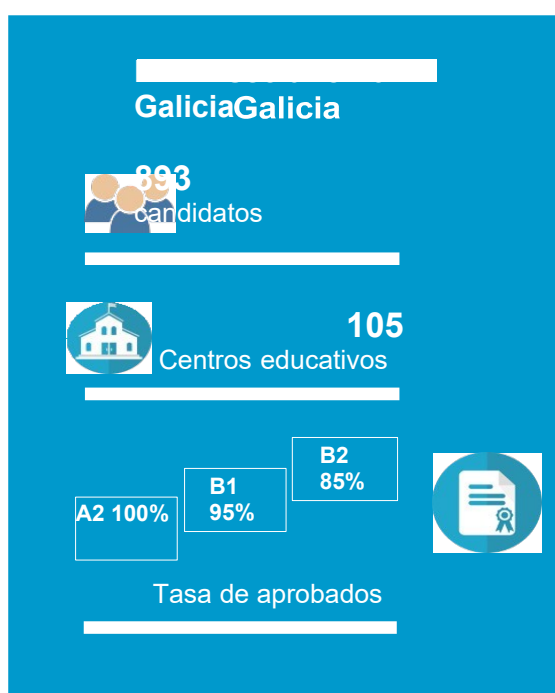 GaliciaGalicia
893
candidatos
105
Centros educativos
B2
85%
B1
95%
A2 100%
Tasa de aprobados